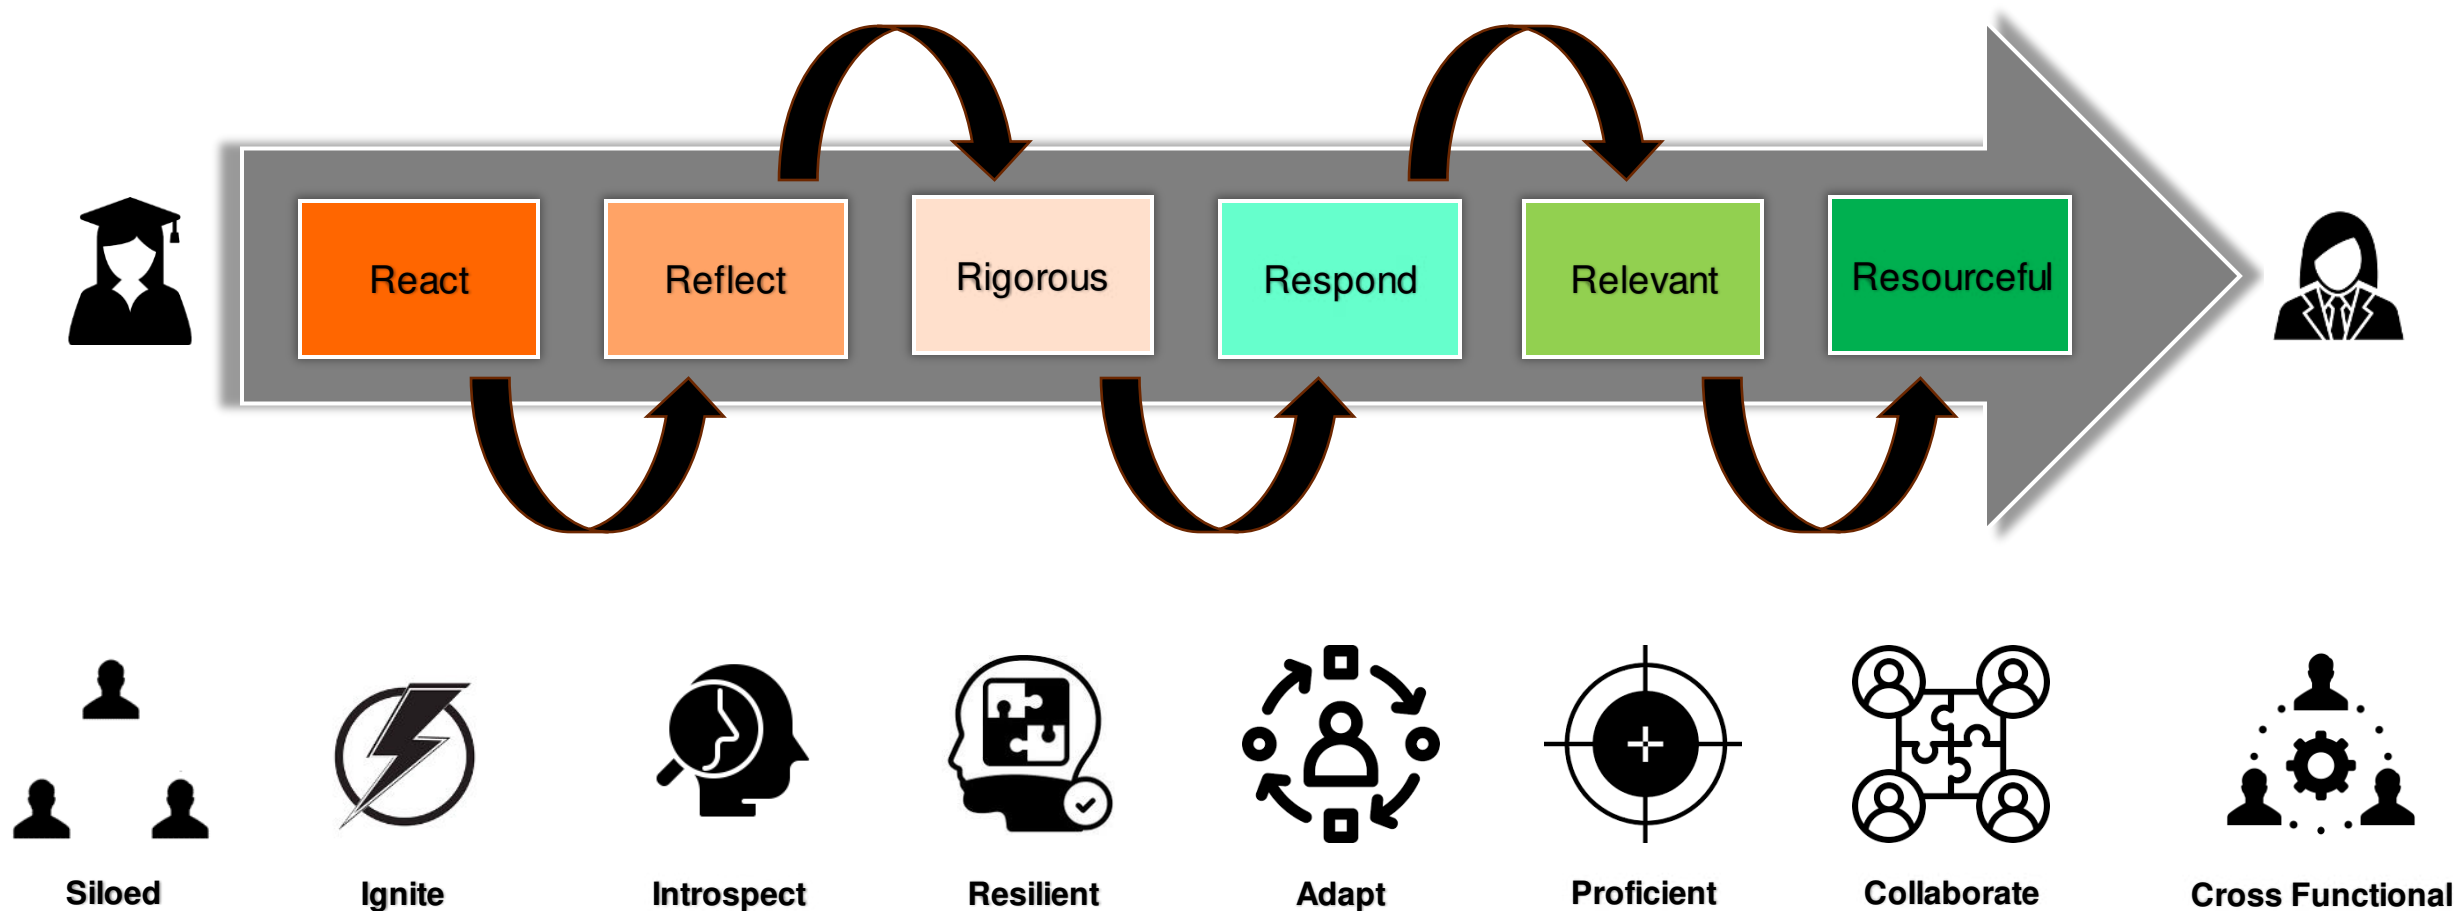 React
Reflect
Rigorous
Respond
Relevant
Resourceful
Siloed
Ignite
Introspect
Resilient
Adapt
Proficient
Collaborate
Cross Functional